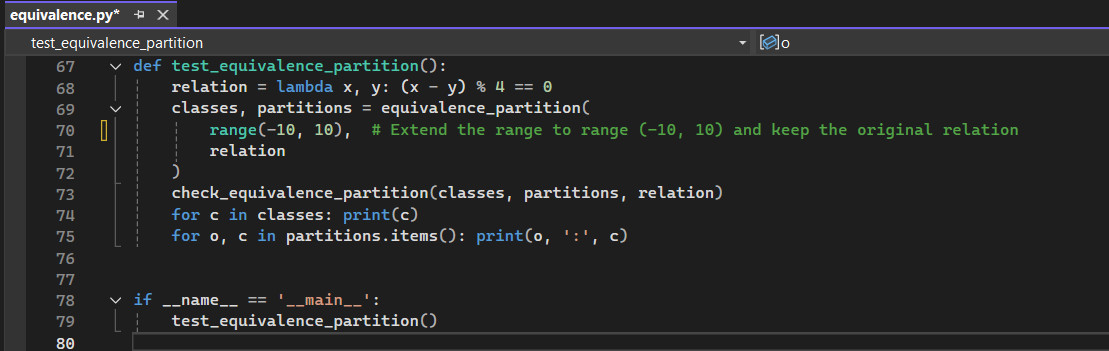 equivalence.py*
test_equivalence_partition o
67 def test_equivalence_partition():
68     relation = lambda x, y: (x - y) % 4 == 0
69     classes, partitions = equivalence_partition(
70         range(-10, 10),  # Extend the range to range (-10, 10) and keep the original relation
71         relation
72     )
73     check_equivalence_partition(classes, partitions, relation)
74     for c in classes: print(c)
75     for o, c in partitions.items(): print(o, ':', c)
76
77
78 if __name__ == '__main__':
79     test_equivalence_partition()
80